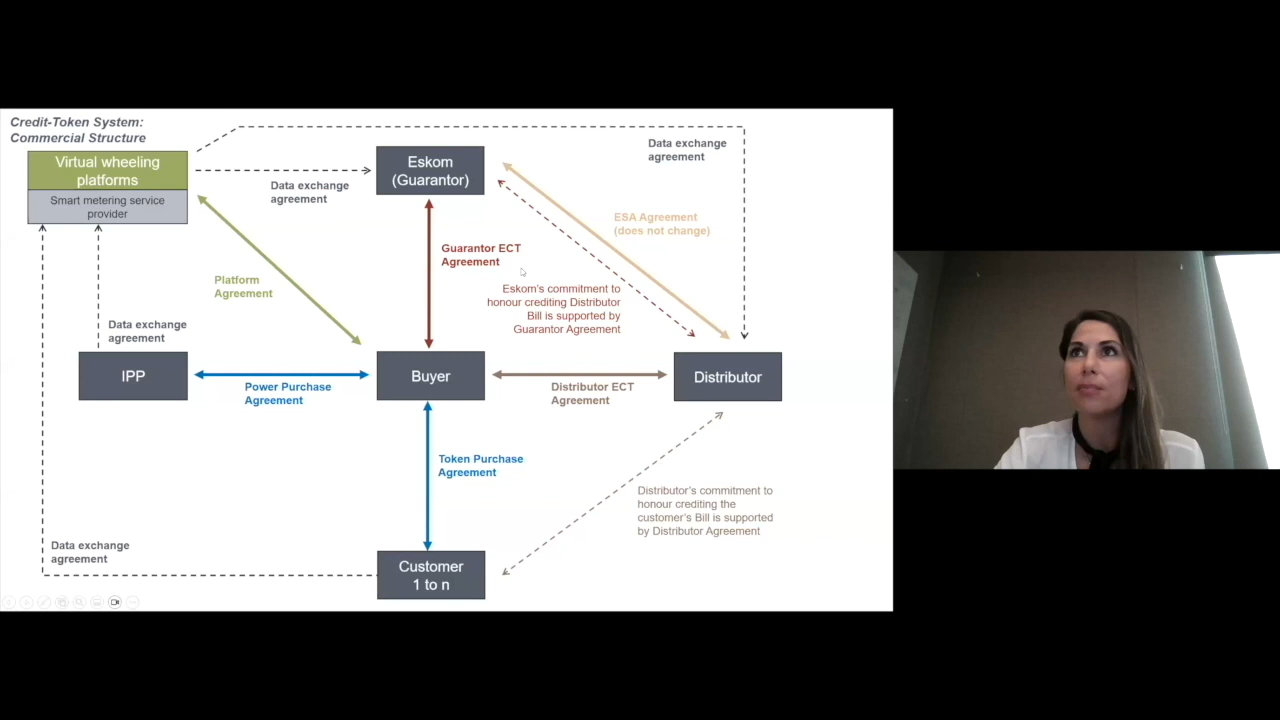 Credit-Token System:
Commercial Structure
Virtual wheeling
platforms
Smart metering service
provider
Data exchange
agreement
Eskom
(Guarantor)
Data exchange
agreement
ESA Agreement
(does not change)
Guarantor ECT
Agreement
Eskom's commitment to
honour crediting Distributor
Bill is supported by
Guarantor Agreement
Platform
Agreement
Data exchange
agreement
IPP
Power Purchase
Agreement
Buyer
Distributor ECT
Agreement
Distributor
Token Purchase
Agreement
Distributor's commitment to
honour crediting the
customer's Bill is supported
by Distributor Agreement
Data exchange
agreement
Customer
1 to n